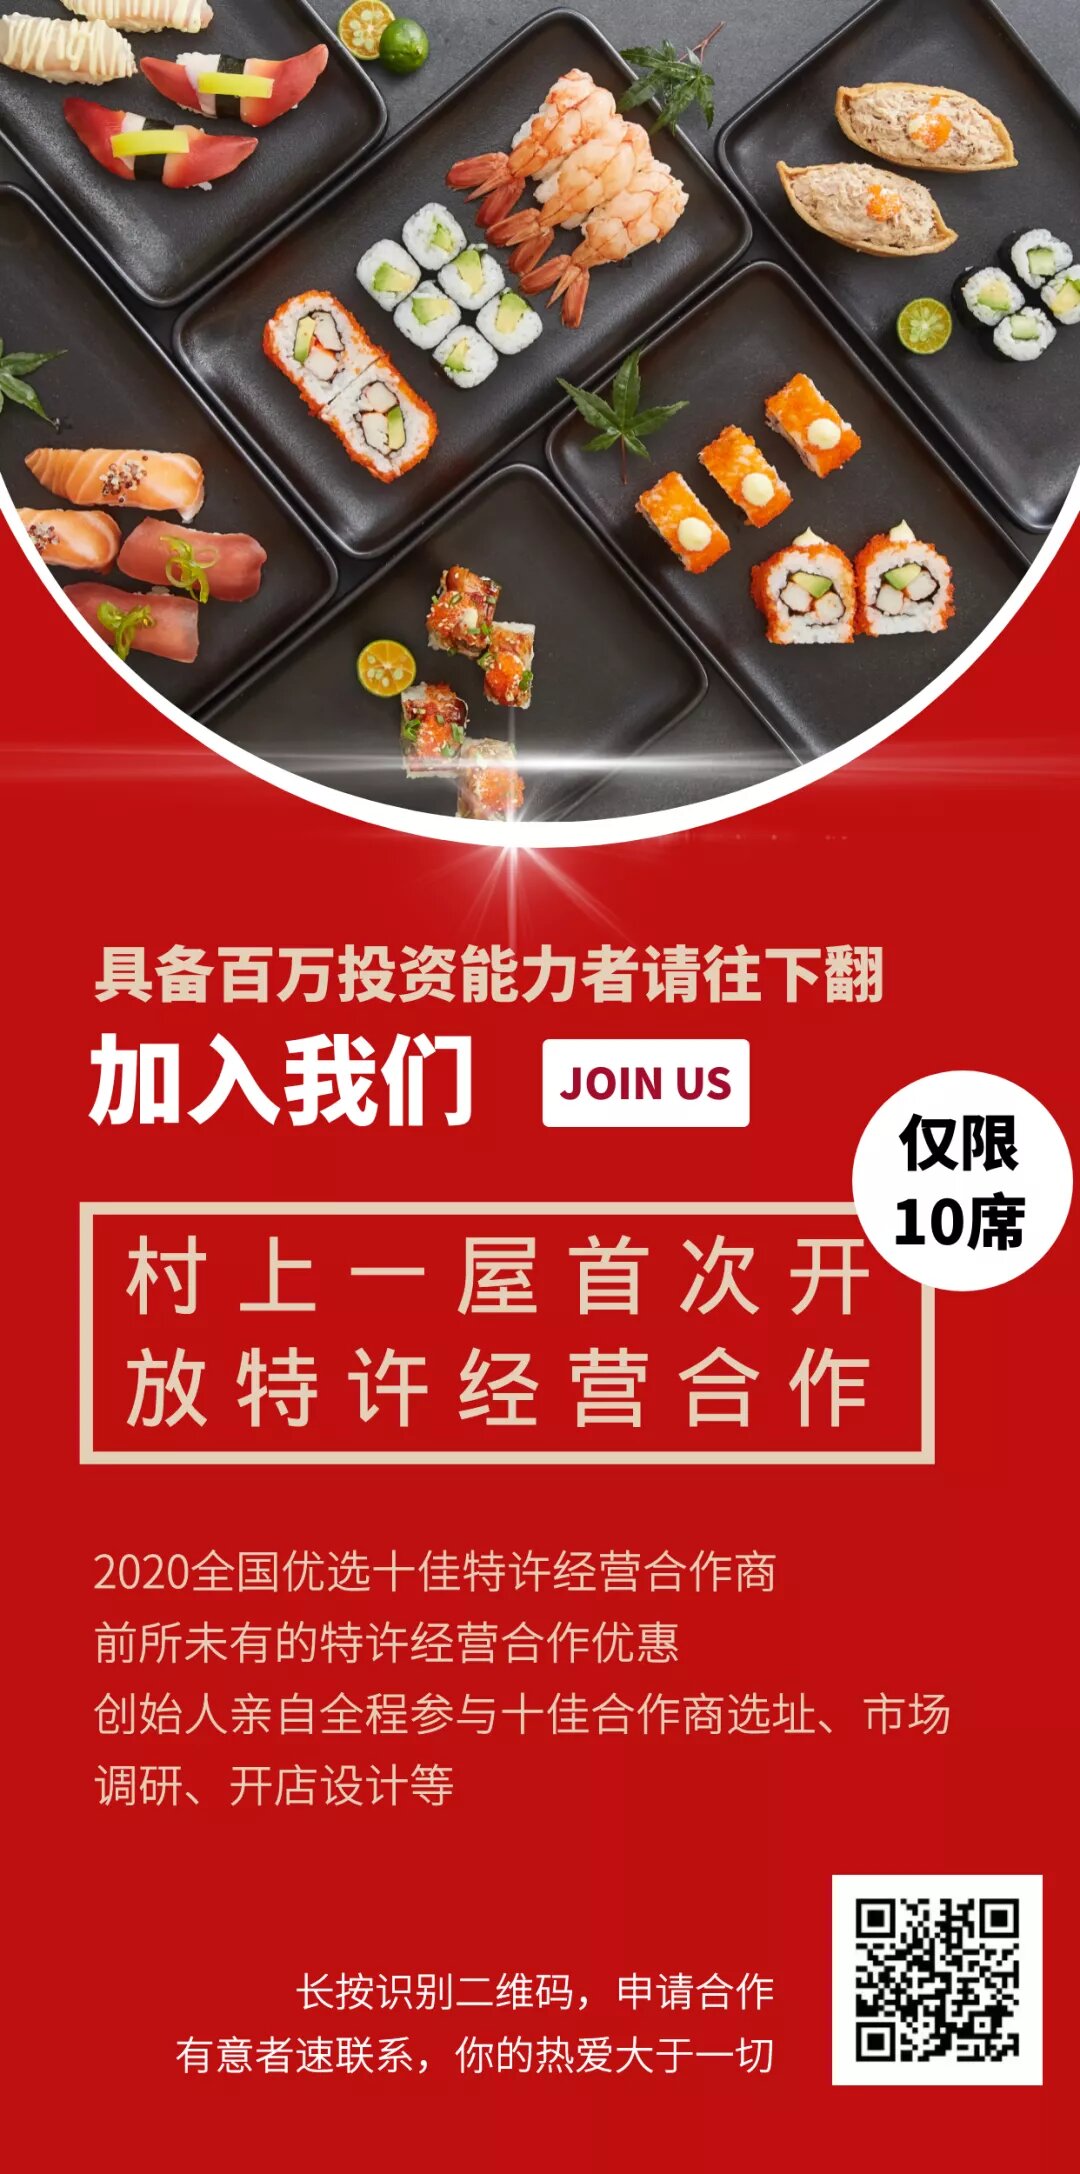 具备百万投资能力者请往下翻
加入我们
JOIN US
仅限
10席
村上一屋首次开
放特许经营合作
2020全国优选十佳特许经营合作商
前所未有的特许经营合作优惠
创始人亲自全程参与十佳合作商选址、市场
调研、开店设计等
长按识别二维码，申请合作
有意者速联系，你的热爱大于一切